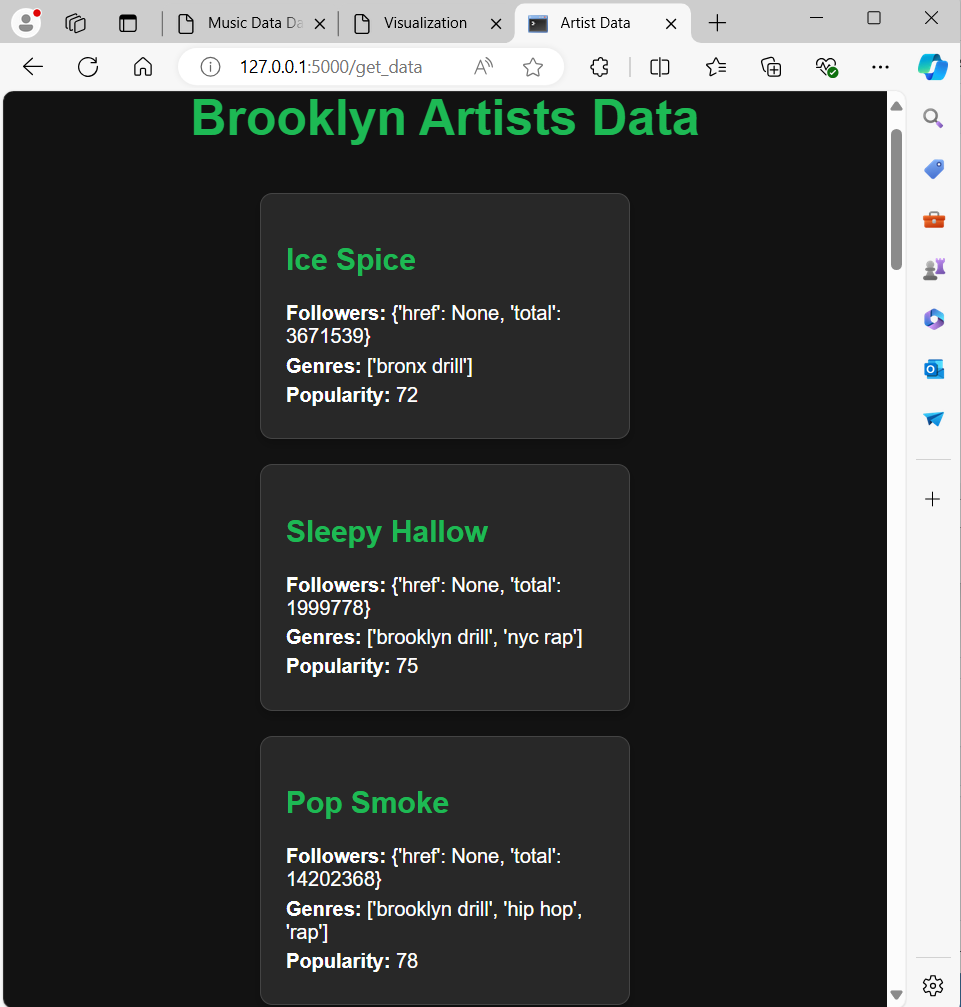 Music Data Da
Visualization
Artist Data
127.0.0.1:5000/get_data
Brooklyn Artists Data
Ice Spice
Followers: {'href': None, 'total':
3671539}
Genres: ['bronx drill']
Popularity: 72
Sleepy Hallow
Followers: {'href': None, 'total':
1999778}
Genres: ['brooklyn drill', 'nyc rap']
Popularity: 75
Pop Smoke
Followers: {'href': None, 'total':
14202368}
Genres: ['brooklyn drill', 'hip hop',
'rap']
Popularity: 78